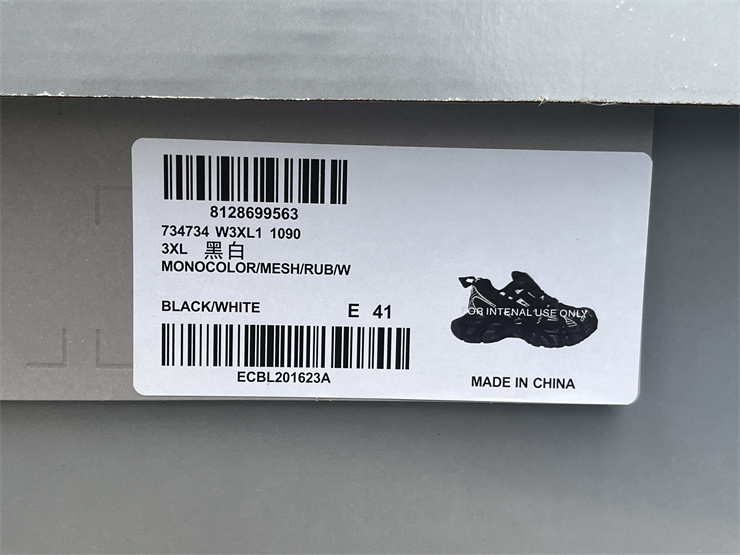 8128699563
734734 W3XL1 1090
3XL 黑白
MONOCOLOR/MESH/RUB/W
BLACK/WHITE E 41
OR INTENAL USE ONLY
ECBL201623A
MADE IN CHINA